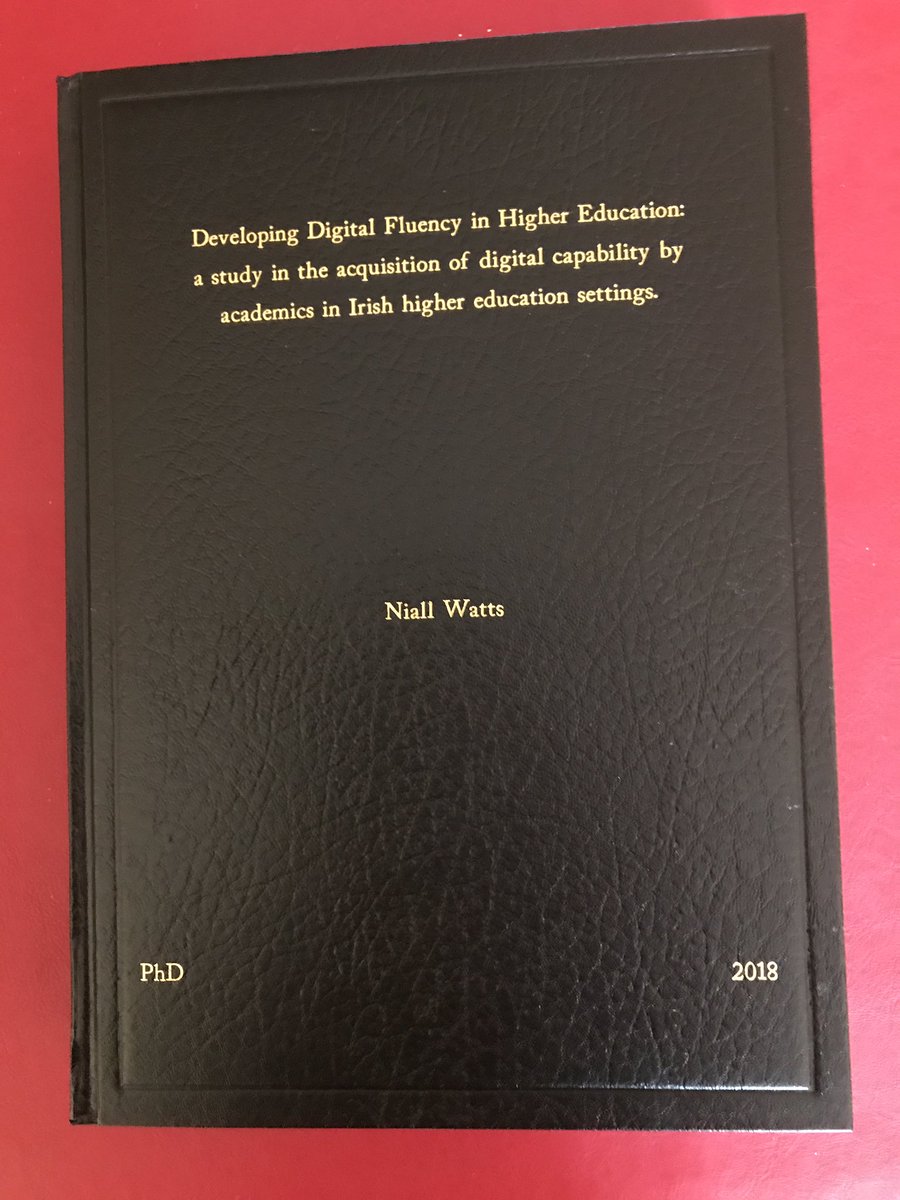 Developing Digital Fluency in Higher Education:
a study in the acquisition of digital capability by
academics in Irish higher education settings.
Niall Watts
PhD 2018